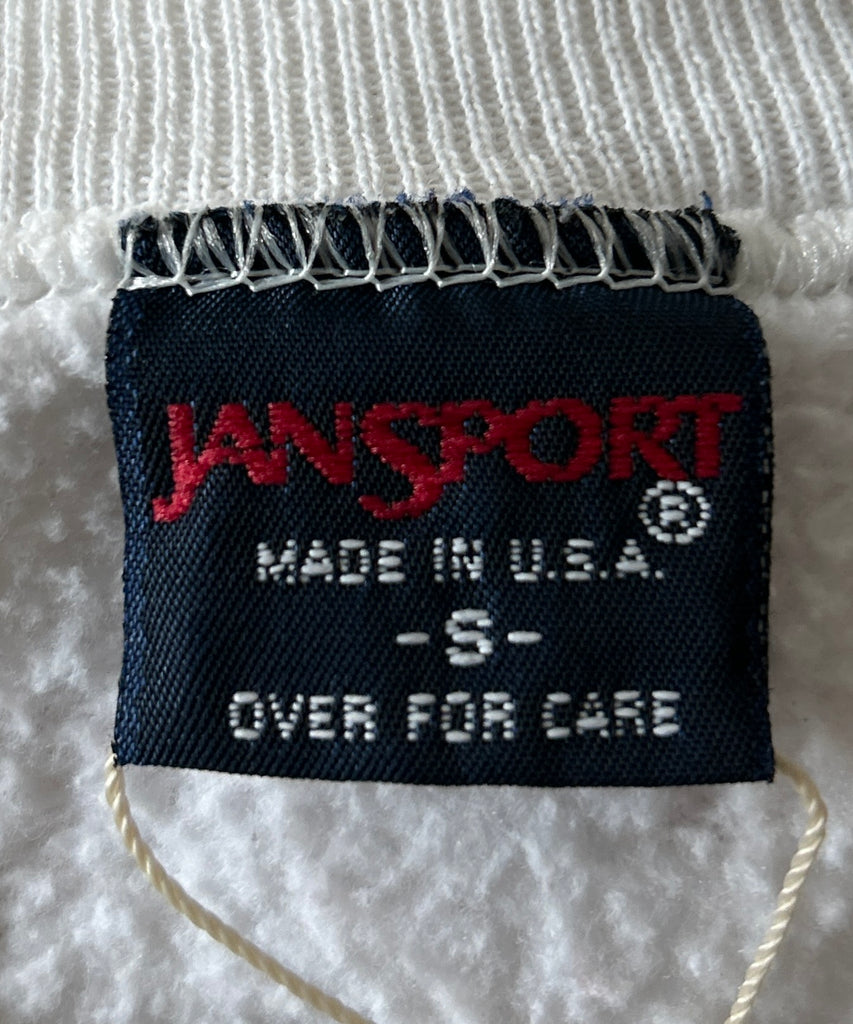 JANSPORT®
MADE IN U.S.A.
-S-
OVER FOR CARE